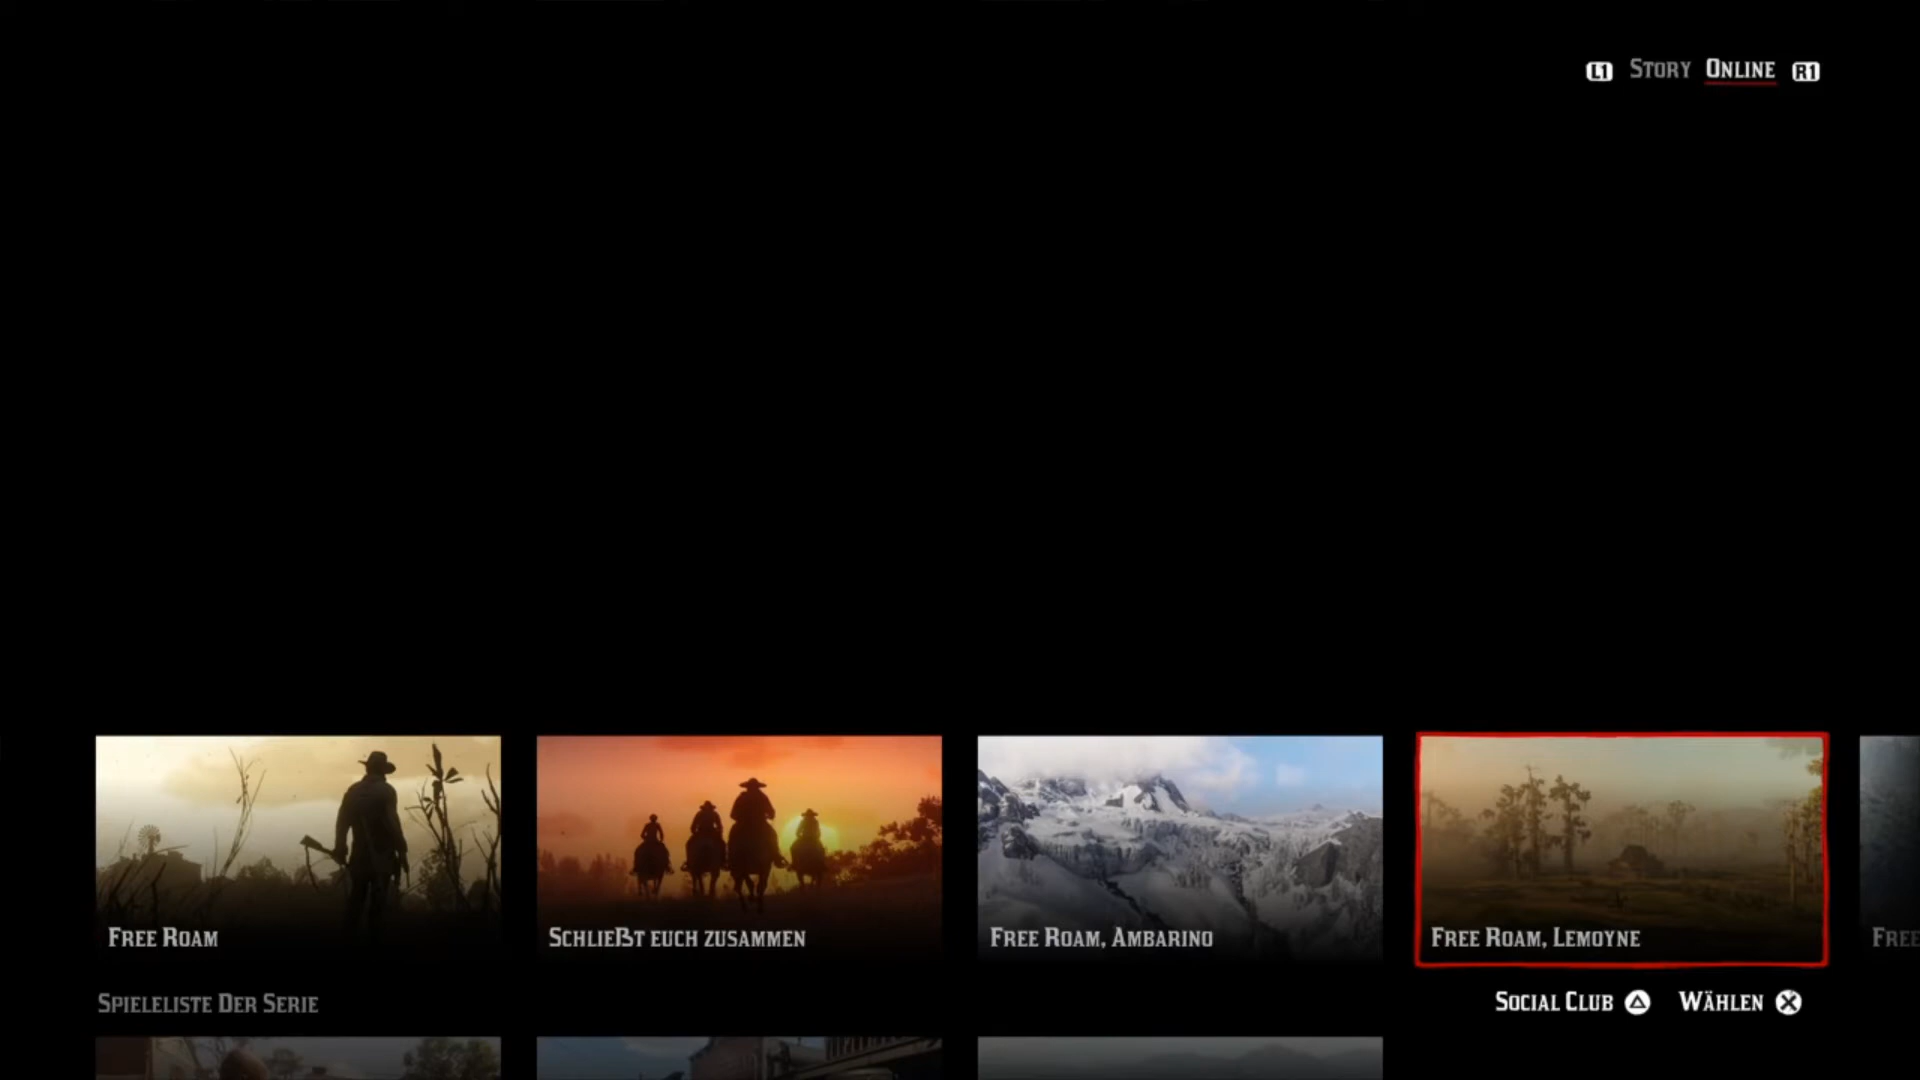 L1 Story Online R1
Free Roam
Schließt euch zusammen
Free Roam, Ambarino
Free Roam, Lemoyne
Free
Spieleliste Der Serie
Social Club
Wählen